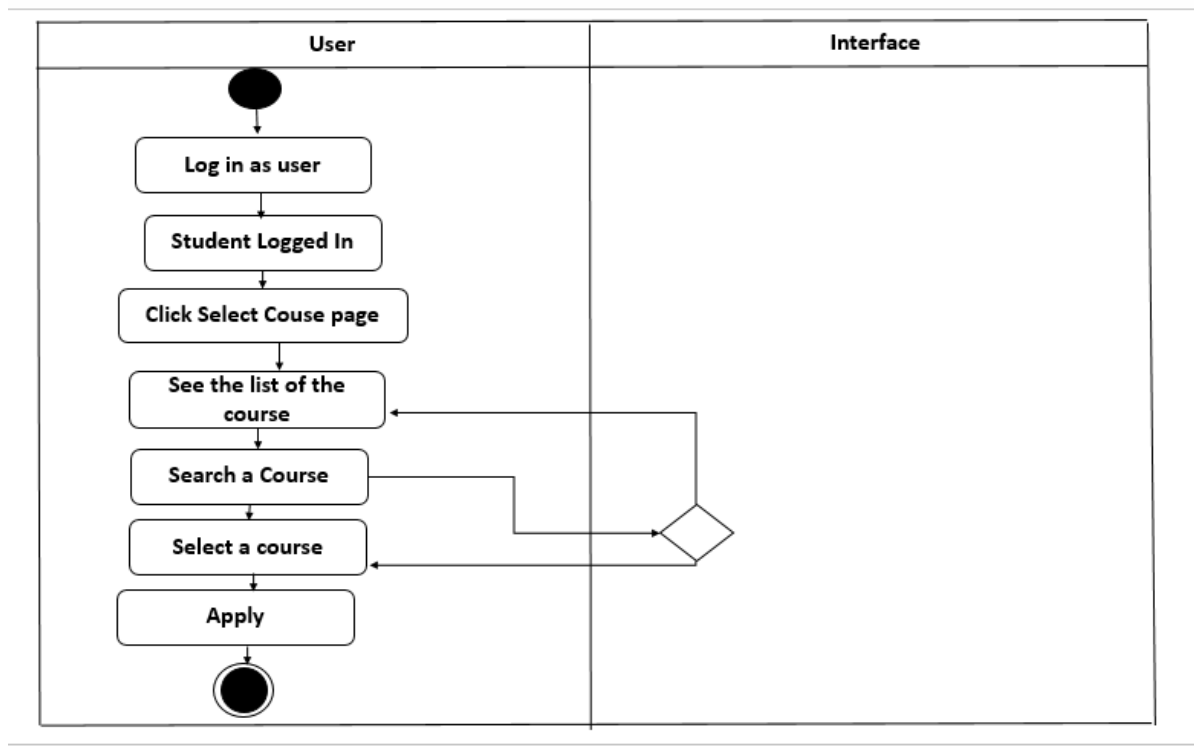 User
Interface
Log in as user
Student Logged In
Click Select Couse page
See the list of the
course
Search a Course
Select a course
Apply